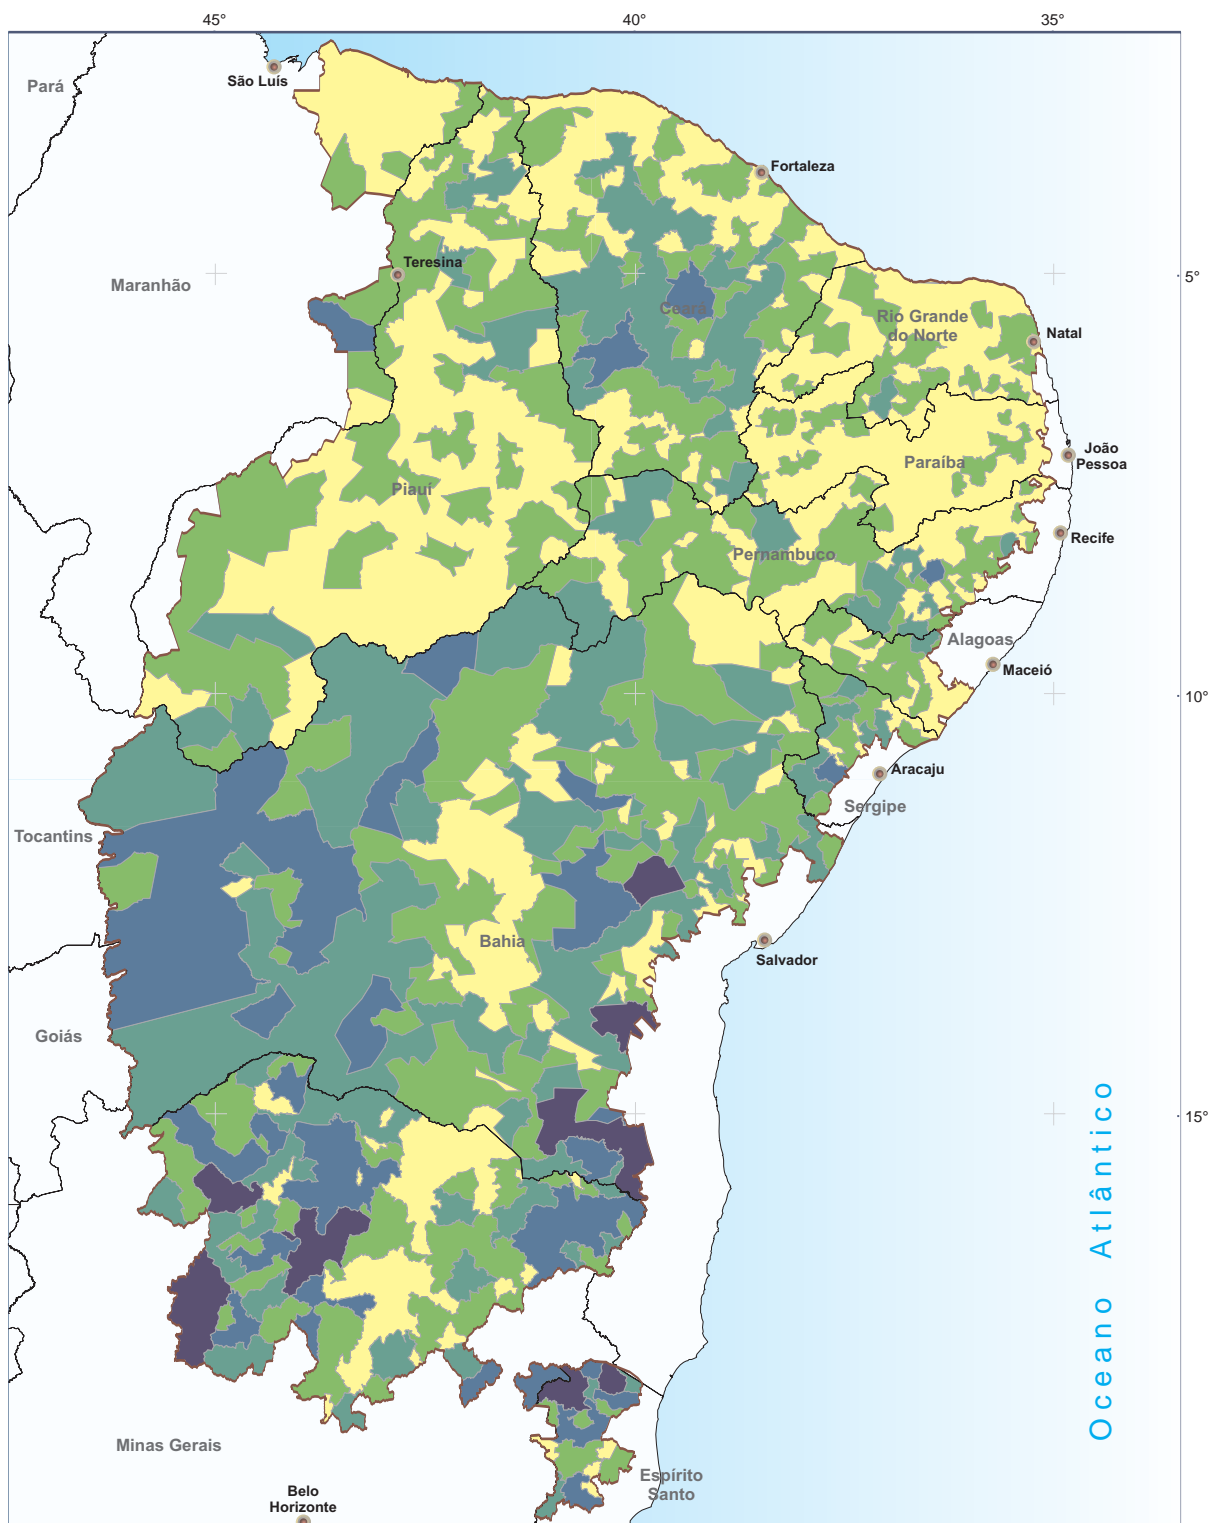 45°
40°
35°
Pará
São Luís
Fortaleza
Teresina
5°
Maranhão
Ceará
Rio Grande
do Norte
Natal
João
Pessoa
Paraíba
Piauí
Recife
Pernambuco
Alagoas
Maceió
10°
Aracaju
Sergipe
Tocantins
Bahia
Salvador
Goiás
15°
Oceano Atlântico
Minas Gerais
Espírito
Santo
Belo
Horizonte